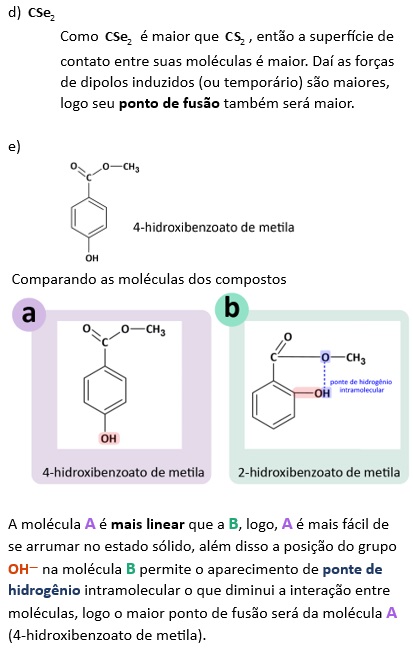 d) CSe₂
Como CSe₂ é maior que CS₂, então a superfície de
contato entre suas moléculas é maior. Daí as forças
de dipolos induzidos (ou temporário) são maiores,
logo seu ponto de fusão também será maior.
e)
O O—CH₃
C
4-hidroxibenzoato de metila
OH
Comparando as moléculas dos compostos
a
O O—CH₃
C
OH
4-hidroxibenzoato de metila
b
O
C O—CH₃
ponte de hidrogênio
intramolecular
OH
2-hidroxibenzoato de metila
A molécula A é mais linear que a B, logo, A é mais fácil de
se arrumar no estado sólido, além disso a posição do grupo
OH⁻ na molécula B permite o aparecimento de ponte de
hidrogênio intramolecular o que diminui a interação entre
moléculas, logo o maior ponto de fusão será da molécula A
(4-hidroxibenzoato de metila).